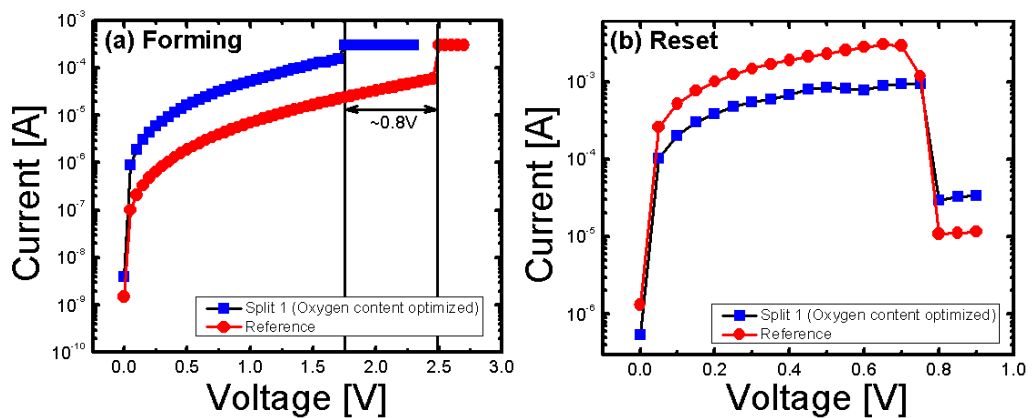 (a) Forming
Current [A]
10⁻³
10⁻⁴
10⁻⁵
10⁻⁶
10⁻⁷
10⁻⁸
10⁻⁹
10⁻¹⁰
~0.8V
Split 1 (Oxygen content optimized)
Reference
0.0 0.5 1.0 1.5 2.0 2.5 3.0
Voltage [V]
(b) Reset
Current [A]
10⁻³
10⁻⁴
10⁻⁵
10⁻⁶
Split 1 (Oxygen content optimized)
Reference
0.0 0.2 0.4 0.6 0.8 1.0
Voltage [V]